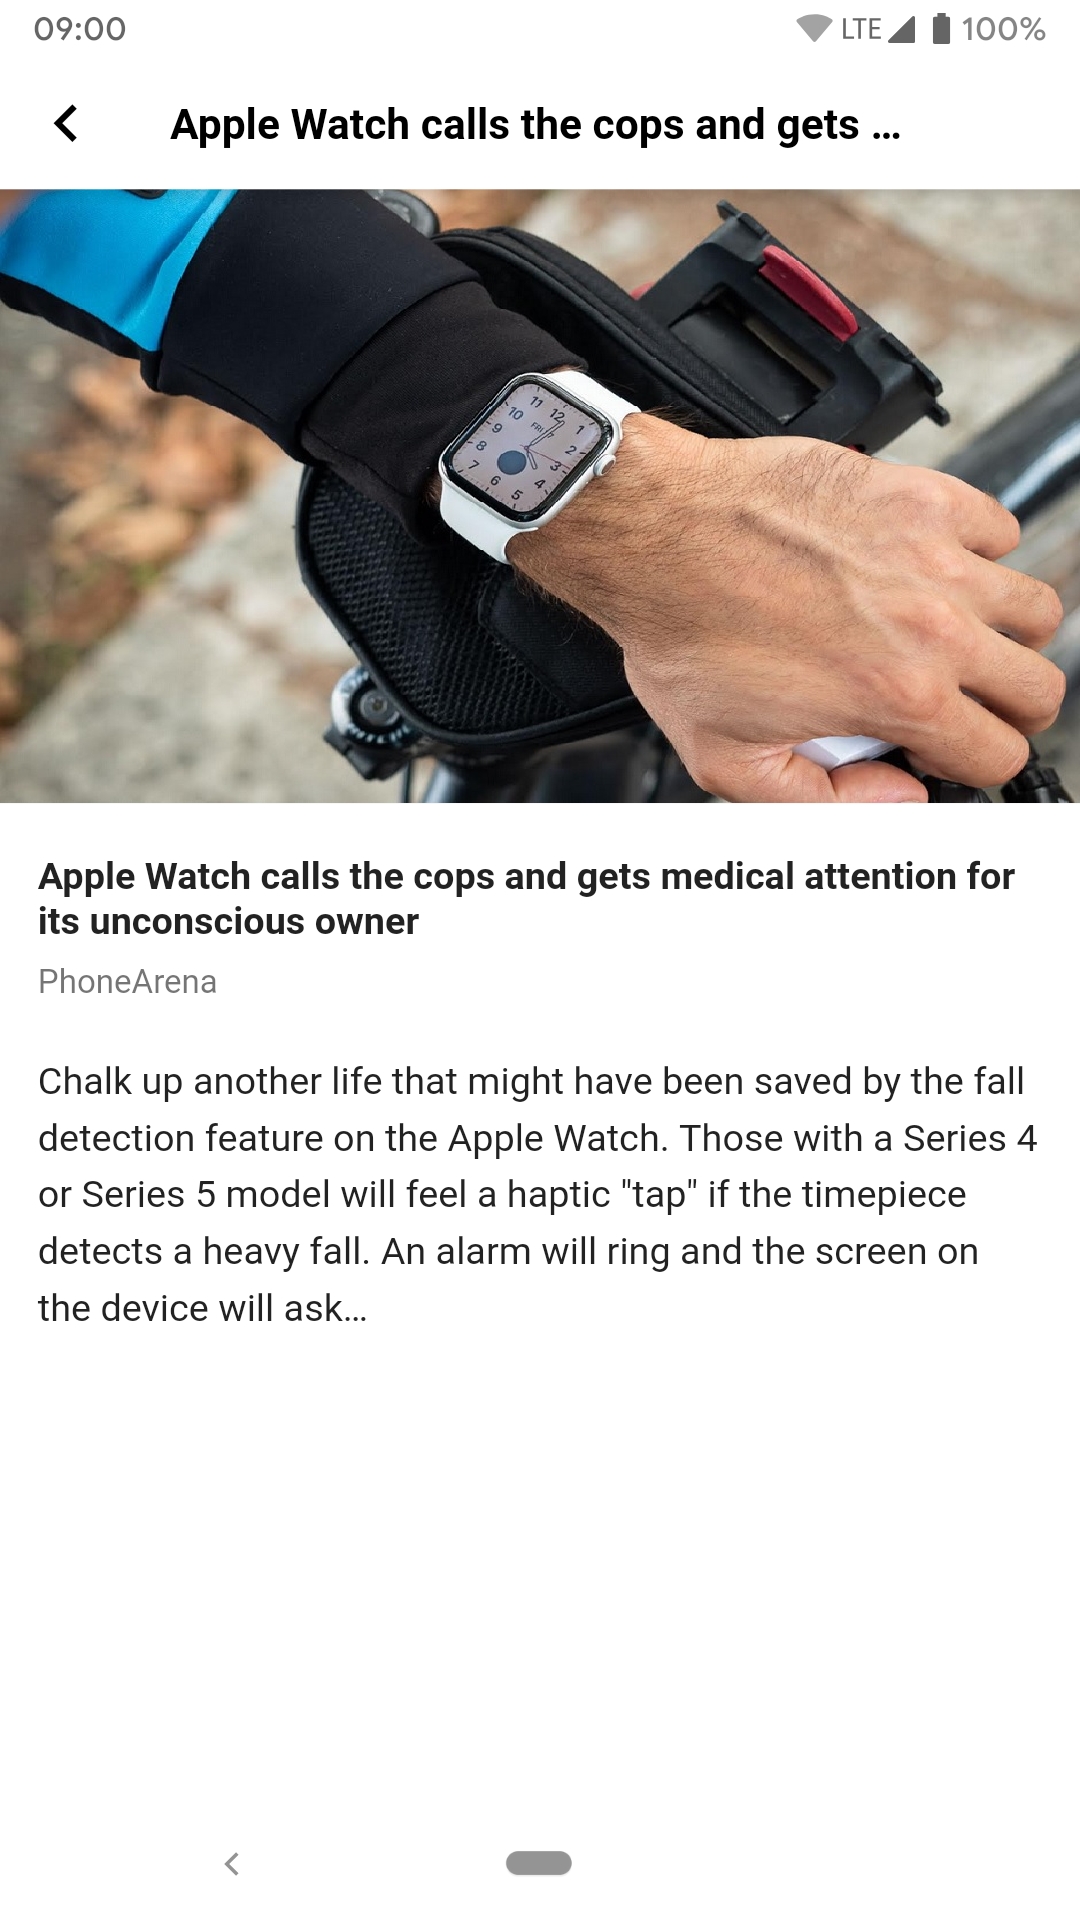 09:00 LTE 100%
Apple Watch calls the cops and gets ...
11 12 1
10 FRI 7 2
9 3
8 4
7 6 5
Apple Watch calls the cops and gets medical attention for
its unconscious owner
PhoneArena
Chalk up another life that might have been saved by the fall
detection feature on the Apple Watch. Those with a Series 4
or Series 5 model will feel a haptic "tap" if the timepiece
detects a heavy fall. An alarm will ring and the screen on
the device will ask...